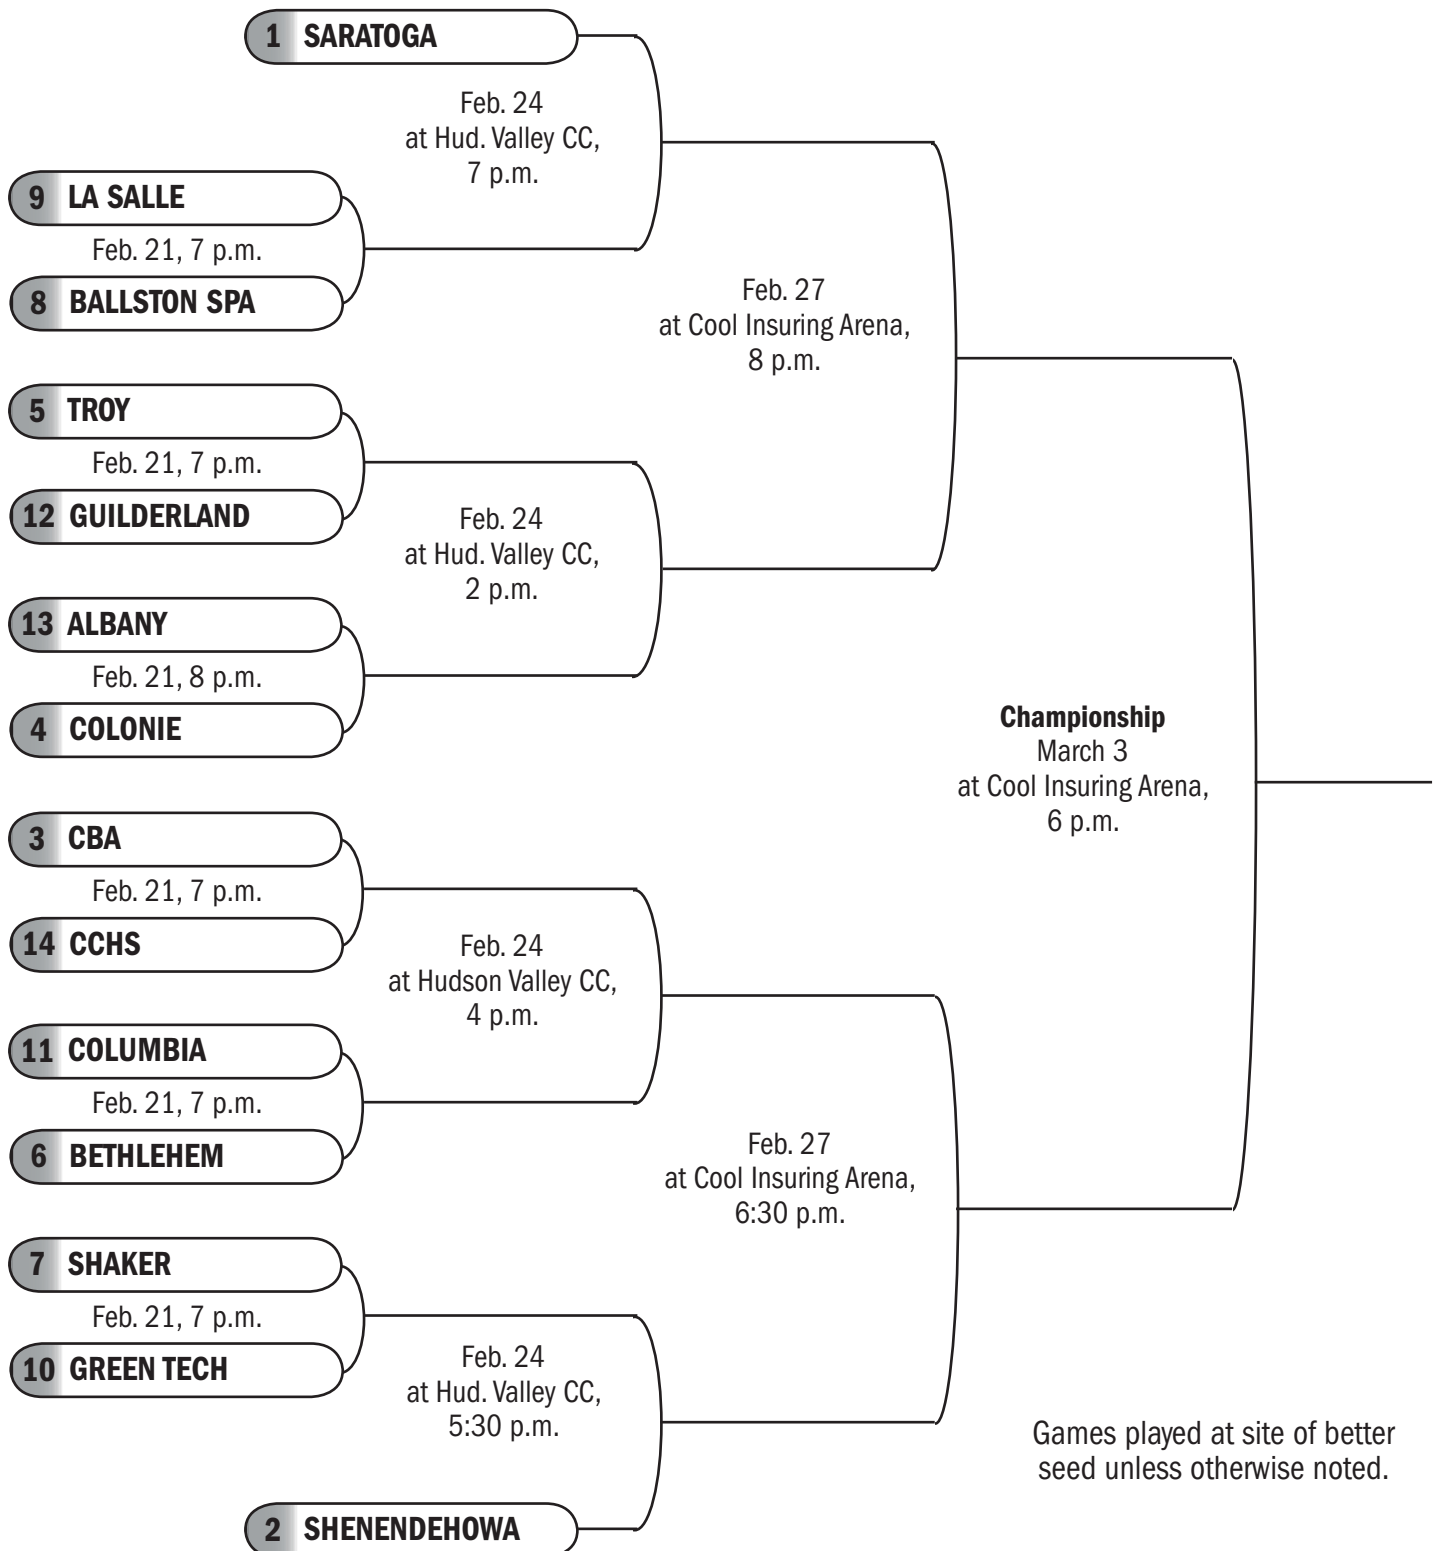 1 SARATOGA
Feb. 24
at Hud. Valley CC,
7 p.m.
9 LA SALLE
Feb. 21, 7 p.m.
8 BALLSTON SPA
Feb. 27
at Cool Insuring Arena,
8 p.m.
5 TROY
Feb. 21, 7 p.m.
12 GUILDERLAND
Feb. 24
at Hud. Valley CC,
2 p.m.
13 ALBANY
Feb. 21, 8 p.m.
4 COLONIE
Championship
March 3
at Cool Insuring Arena,
6 p.m.
3 CBA
Feb. 21, 7 p.m.
14 CCHS
Feb. 24
at Hudson Valley CC,
4 p.m.
11 COLUMBIA
Feb. 21, 7 p.m.
6 BETHLEHEM
Feb. 27
at Cool Insuring Arena,
6:30 p.m.
7 SHAKER
Feb. 21, 7 p.m.
10 GREEN TECH
Feb. 24
at Hud. Valley CC,
5:30 p.m.
2 SHENENDEHOWA
Games played at site of better
seed unless otherwise noted.